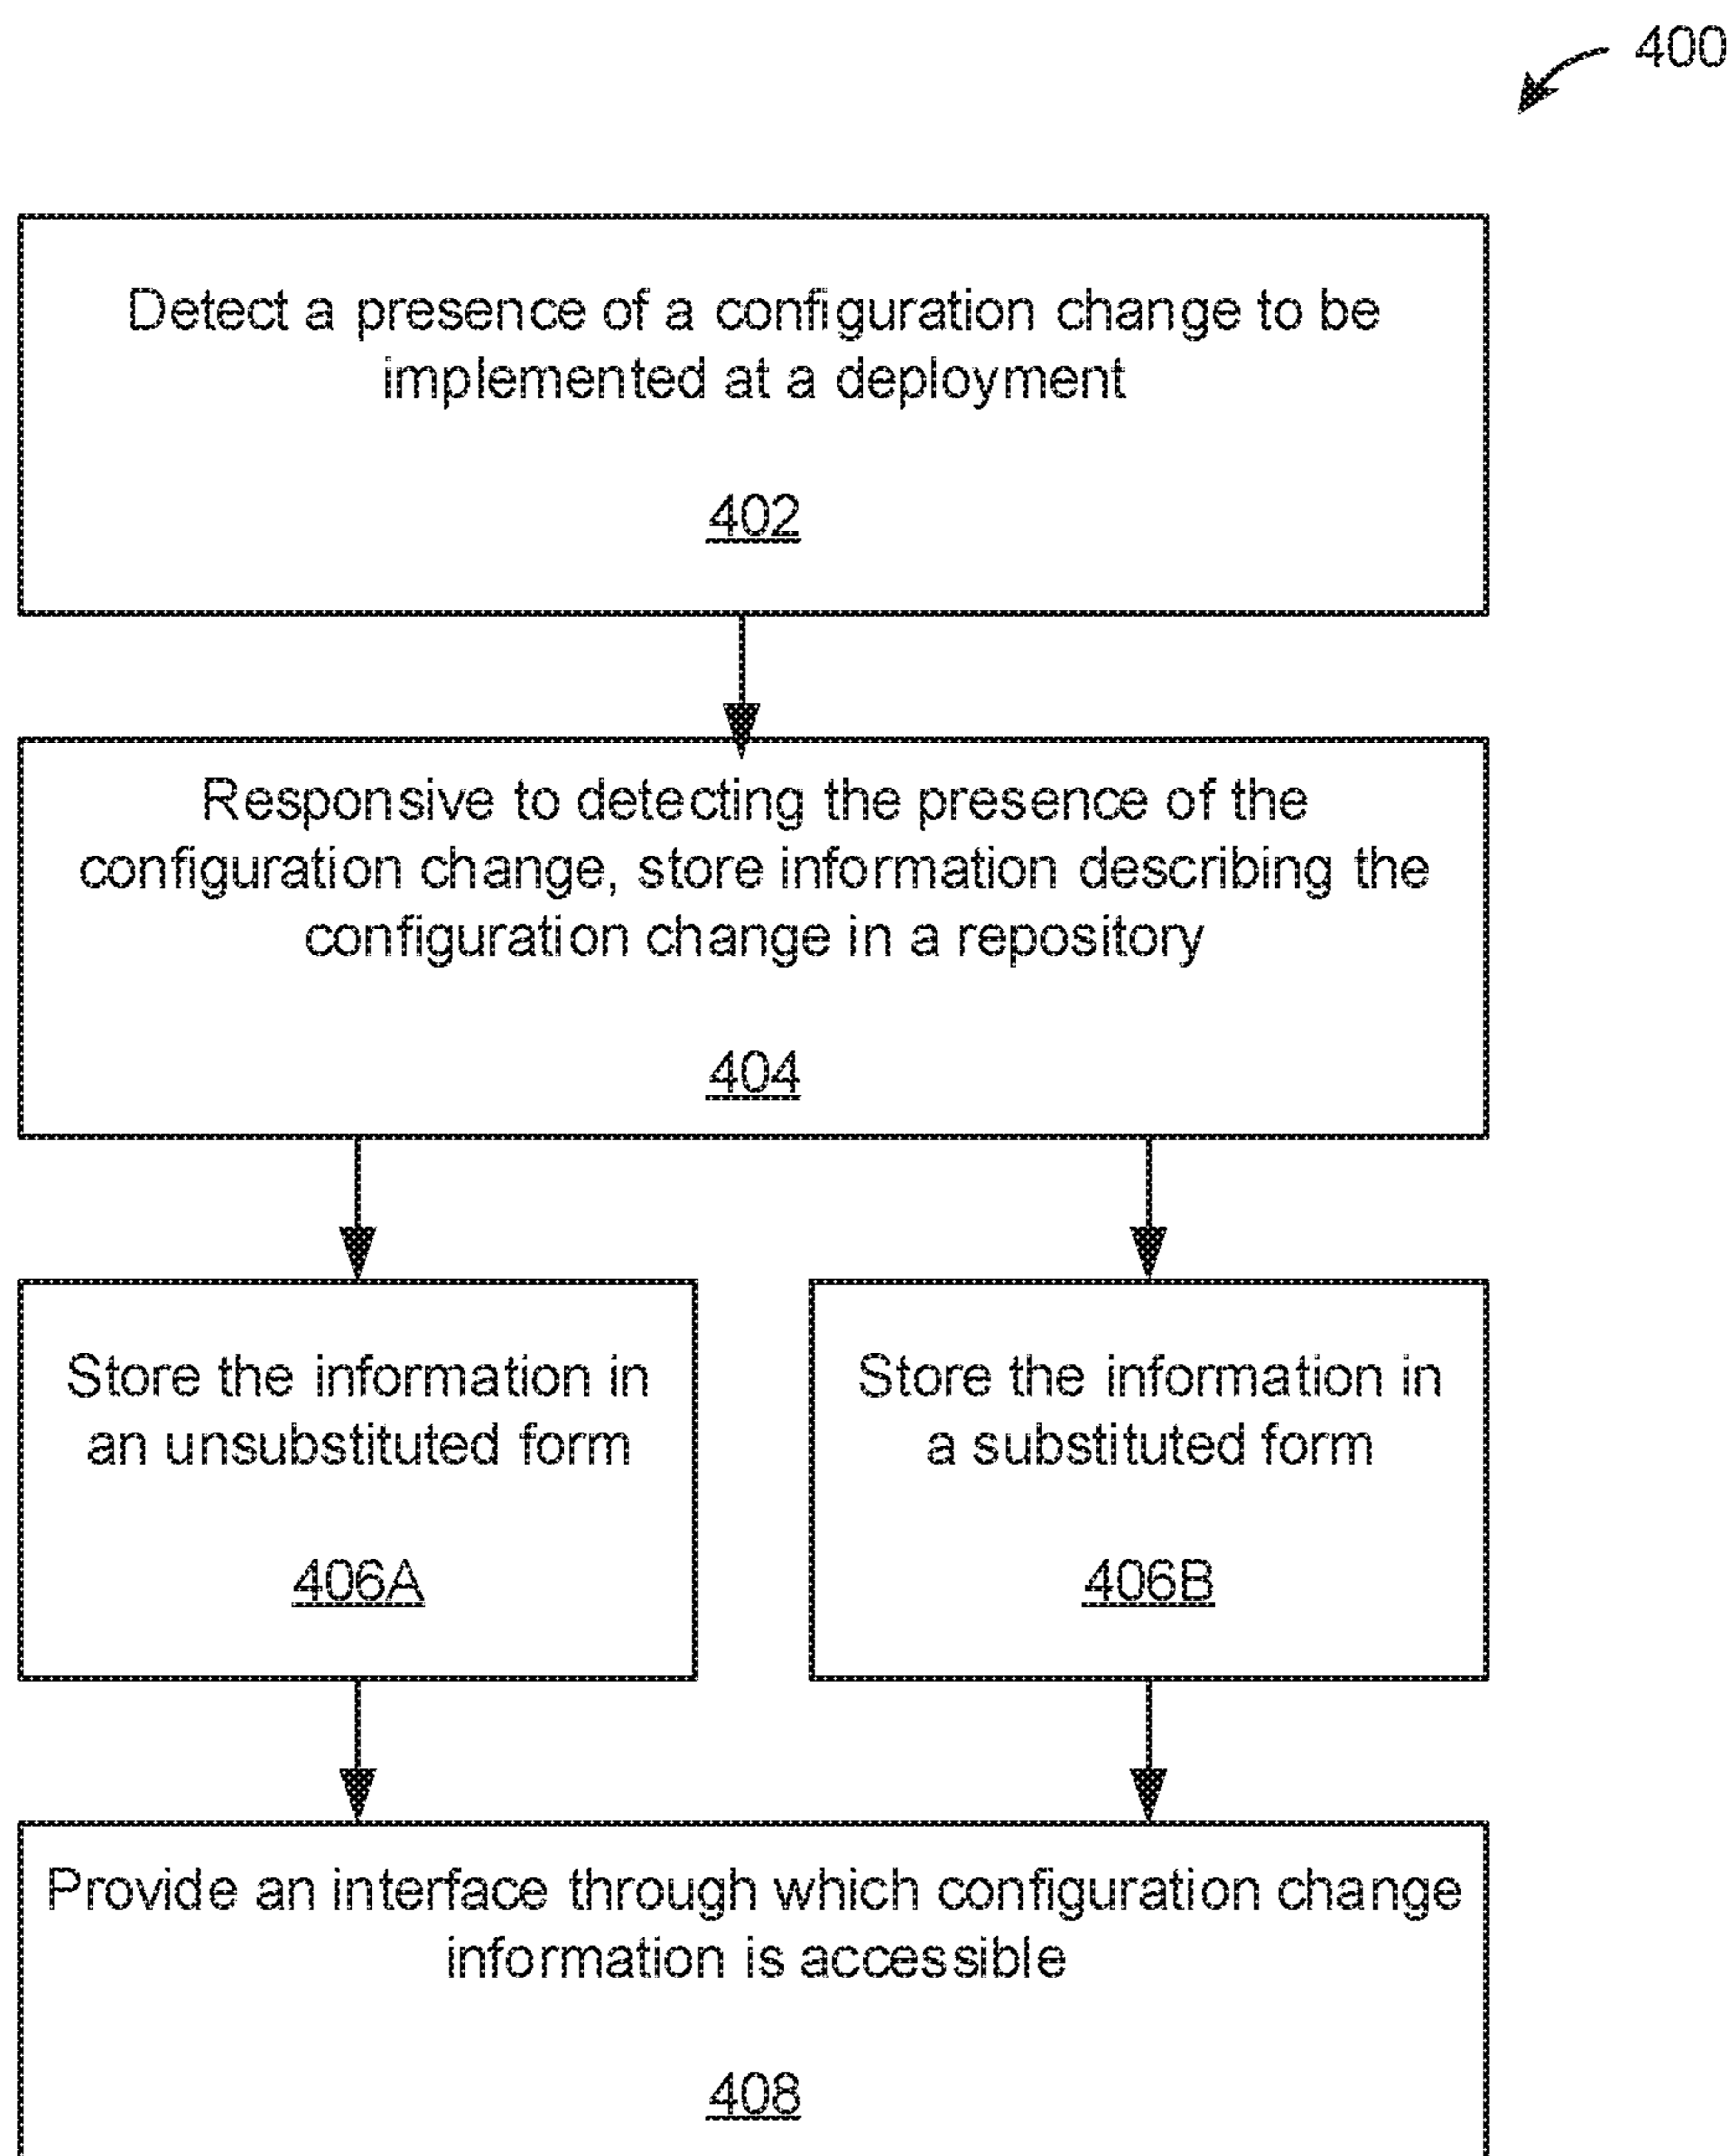 400
Detect a presence of a configuration change to be
implemented at a deployment
402
Responsive to detecting the presence of the
configuration change, store information describing the
configuration change in a repository
404
Store the information in
an unsubstituted form
406A
Store the information in
a substituted form
406B
Provide an interface through which configuration change
information is accessible
408